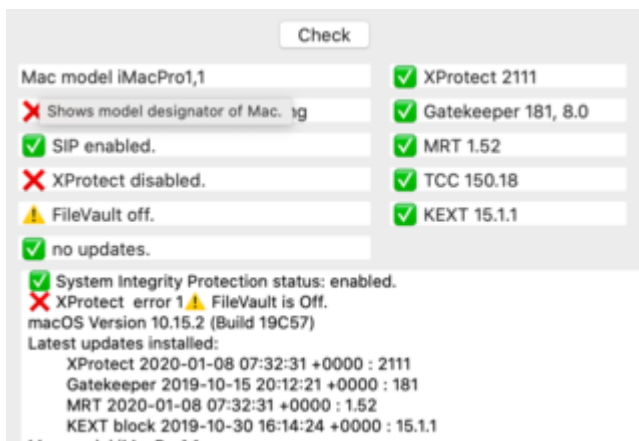 Check
Mac model iMacPro1,1
XProtect 2111
Shows model designator of Mac.
Gatekeeper 181, 8.0
SIP enabled.
MRT 1.52
XProtect disabled.
TCC 150.18
FileVault off.
KEXT 15.1.1
no updates.
System Integrity Protection status: enabled.
XProtect error 1⚠️ FileVault is Off.
macOS Version 10.15.2 (Build 19C57)
Latest updates installed:
XProtect 2020-01-08 07:32:31 +0000 : 2111
Gatekeeper 2019-10-15 20:12:21 +0000 : 181
MRT 2020-01-08 07:32:31 +0000 : 1.52
KEXT block 2019-10-30 16:14:24 +0000 : 15.1.1